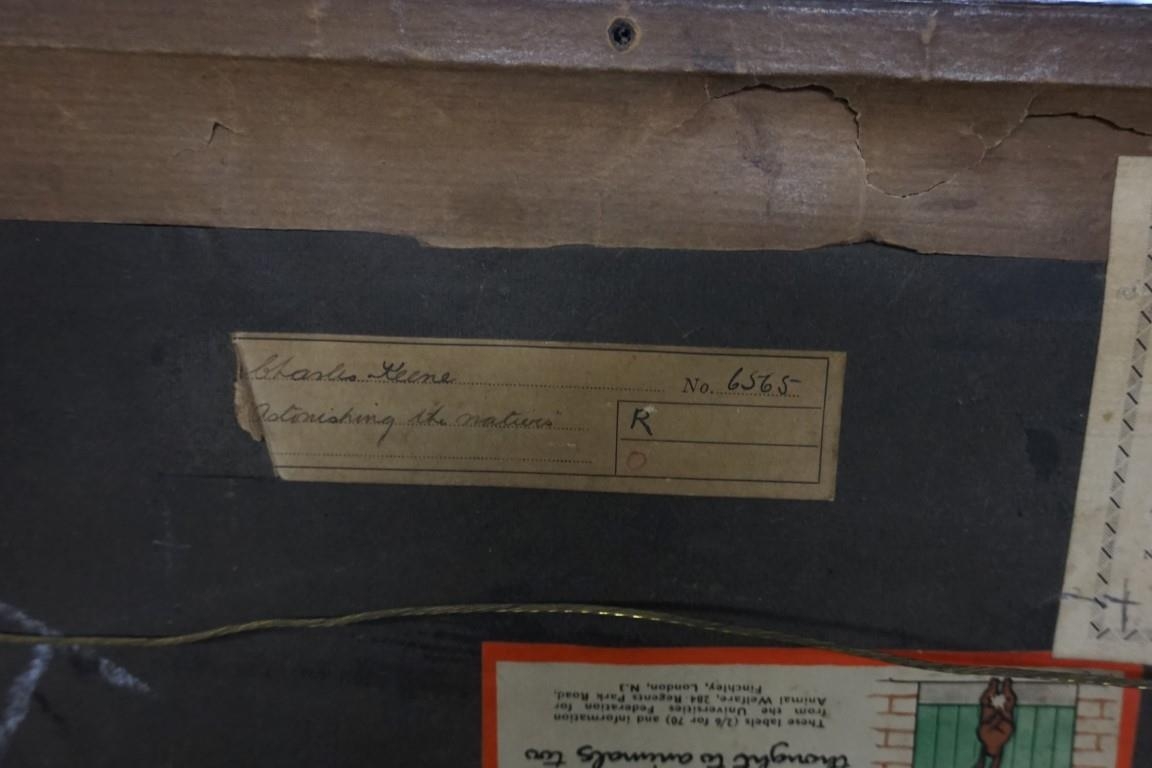 Charles Keene No. 6565
Astonishing the natives R
O
thought to animals too
These labels (2/6 for 70) and information
from the Universities Federation for
Animal Welfare, 284 Regents Park Road,
Finchley, London, N.3